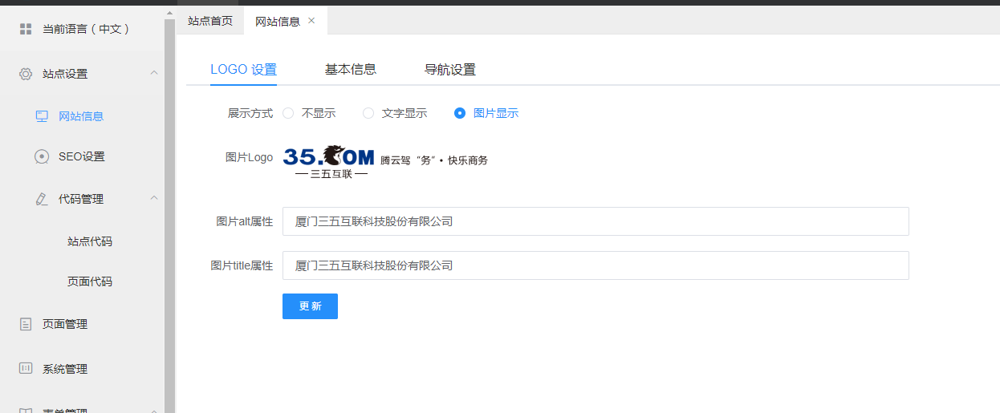 站点首页 网站信息 ×
当前语言（中文）
站点设置
网站信息
SEO设置
代码管理
站点代码
页面代码
页面管理
系统管理
表单管理
LOGO 设置 基本信息 导航设置
展示方式 不显示 文字显示 图片显示
图片Logo 35.COM 腾云驾“务”·快乐商务
三五互联
图片alt属性 厦门三五互联科技股份有限公司
图片title属性 厦门三五互联科技股份有限公司
更新